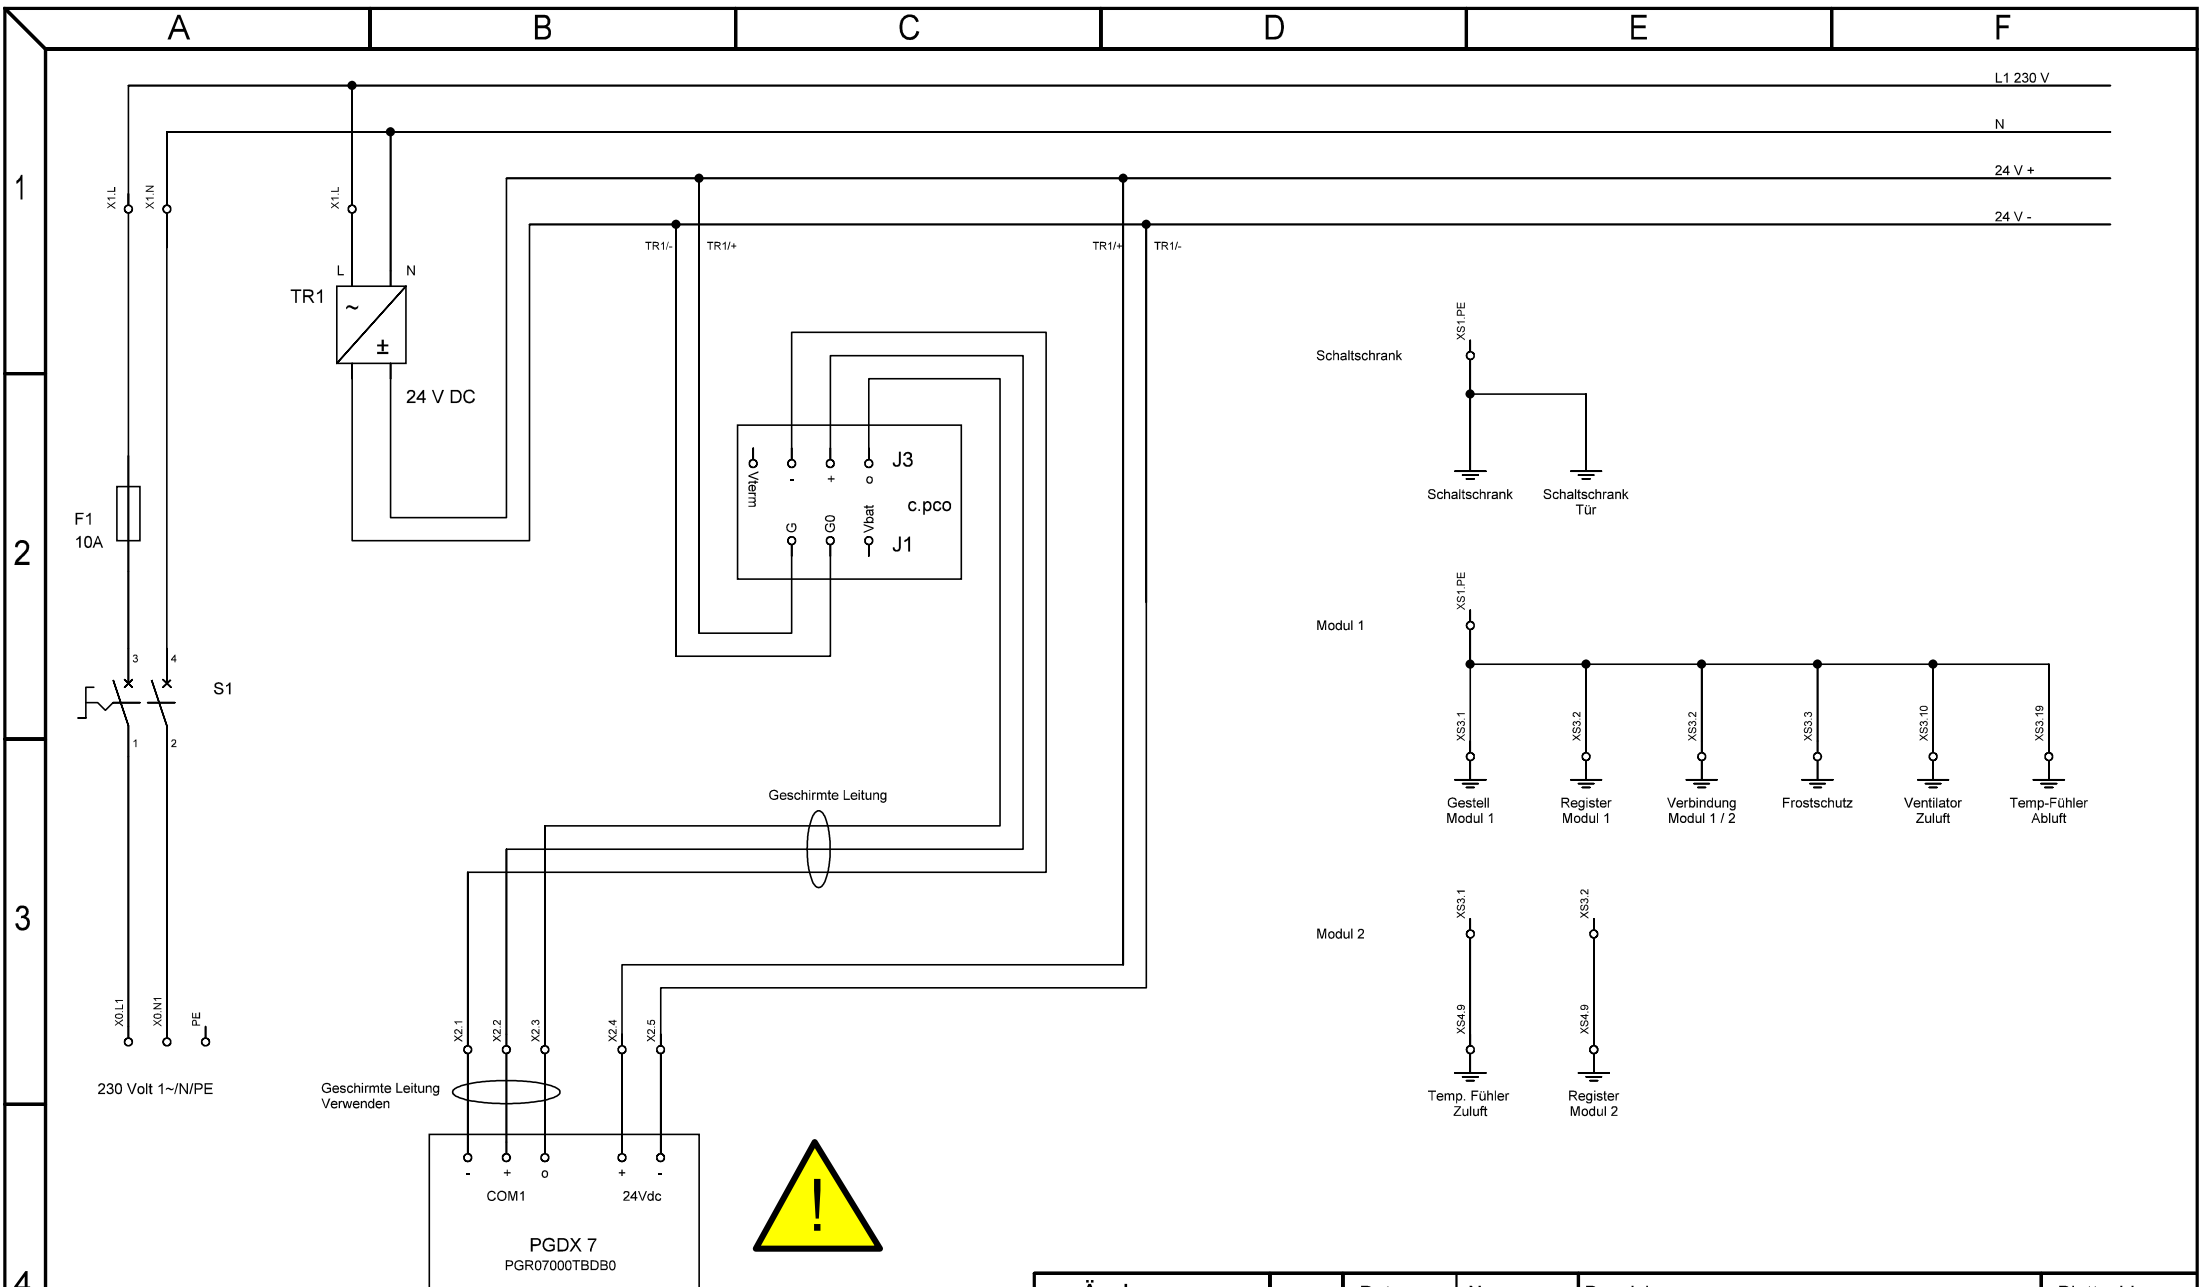 A B C D E F
L1 230 V
N
1
24 V +
X1.L
X1.N
X1.L
24 V -
TR1/-
TR1/+
TR1/+
TR1/-
L
N
TR1
~
±
24 V DC
XS1.PE
Schaltschrank
Schaltschrank
Schaltschrank
Tür
J3
Vterm
-
+
o
c.pco
G
G0
Vbat
J1
F1
10A
2
XS1.PE
Modul 1
3
4
S1
1
2
XS3.1
XS3.2
XS3.2
XS3.3
XS3.10
XS3.19
Gestell
Modul 1
Register
Modul 1
Verbindung
Modul 1 / 2
Frostschutz
Ventilator
Zuluft
Temp-Fühler
Abluft
Geschirmte Leitung
3
XS3.1
XS3.2
Modul 2
XS4.9
XS4.9
Temp. Fühler
Zuluft
Register
Modul 2
X0.L1
X0.N1
PE
230 Volt 1~/N/PE
X2.1
X2.2
X2.3
X2.4
X2.5
Geschirmte Leitung
Verwenden
-
+
o
+
-
COM1
24Vdc
!
PGDX 7
PGR07000TBDB0
4